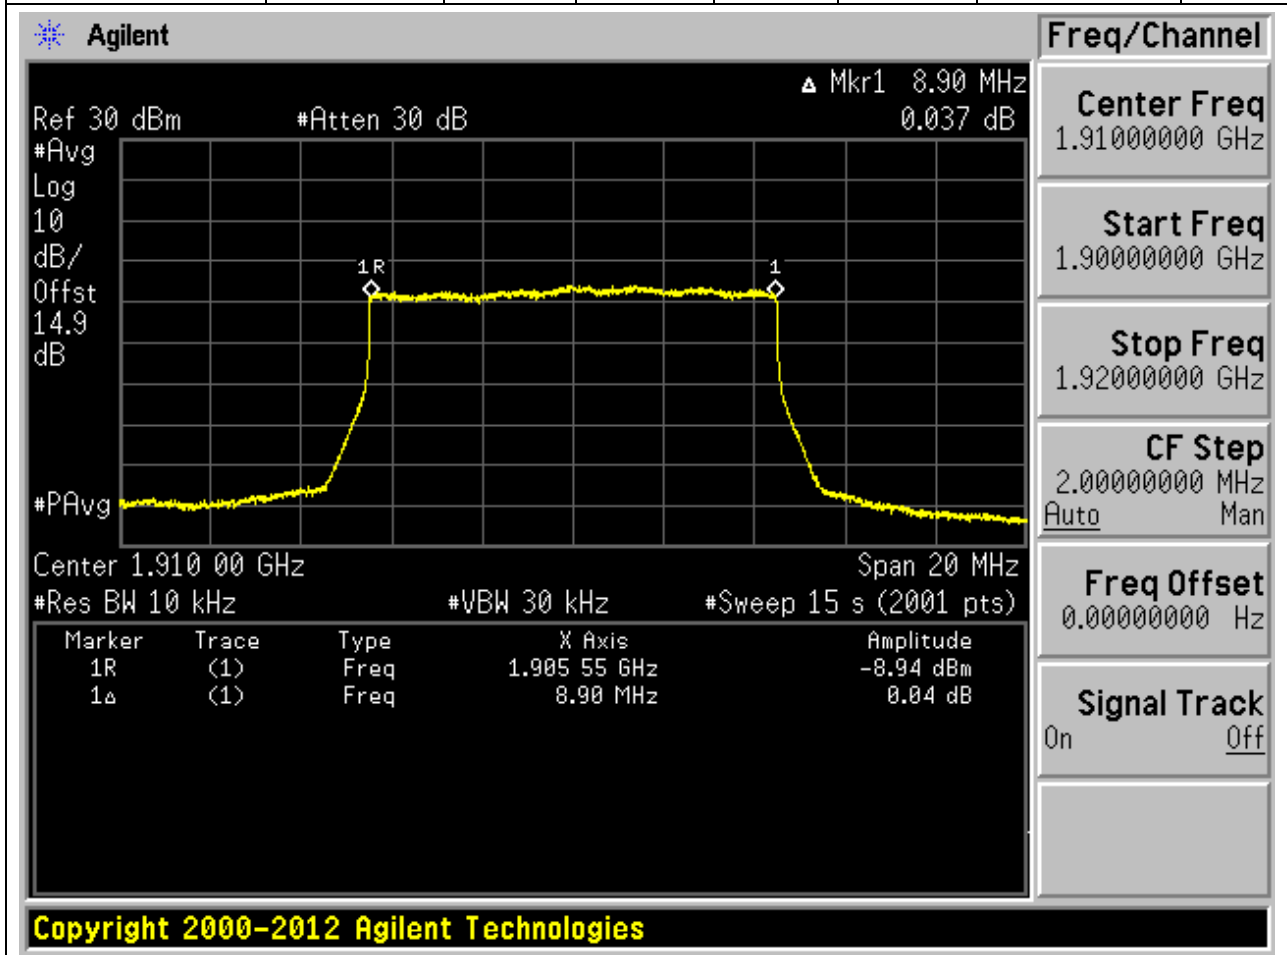 Agilent
Freq/Channel
▵ Mkr1 8.90 MHz
Ref 30 dBm #Atten 30 dB 0.037 dB
#Avg
Log
10
dB/
Offst
14.9
dB
#PAvg
1R
1
Center 1.910 00 GHz Span 20 MHz
#Res BW 10 kHz #VBW 30 kHz #Sweep 15 s (2001 pts)
Marker Trace Type X Axis Amplitude
1R (1) Freq 1.905 55 GHz -8.94 dBm
1▵ (1) Freq 8.90 MHz 0.04 dB
Center Freq
1.91000000 GHz
Start Freq
1.90000000 GHz
Stop Freq
1.92000000 GHz
CF Step
2.00000000 MHz
Auto Man
Freq Offset
0.00000000 Hz
Signal Track
On Off
Copyright 2000-2012 Agilent Technologies